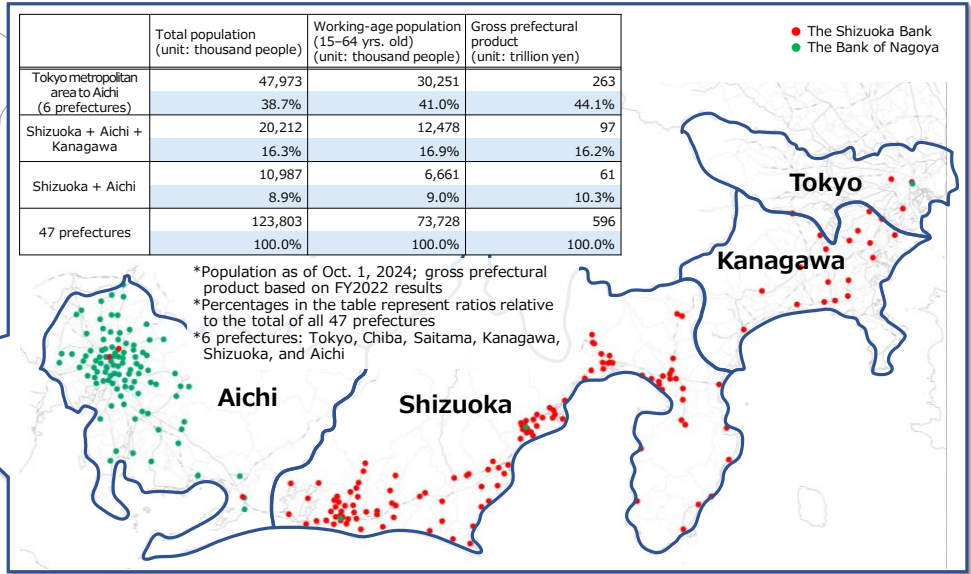 Total population
(unit: thousand people)
Working-age population
(15–64 yrs. old)
(unit: thousand people)
Gross prefectural
product
(unit: trillion yen)
Tokyo metropolitan
area to Aichi
(6 prefectures)
47,973
30,251
263
38.7%
41.0%
44.1%
Shizuoka + Aichi +
Kanagawa
20,212
12,478
97
16.3%
16.9%
16.2%
Shizuoka + Aichi
10,987
6,661
61
8.9%
9.0%
10.3%
47 prefectures
123,803
73,728
596
100.0%
100.0%
100.0%
The Shizuoka Bank
The Bank of Nagoya
*Population as of Oct. 1, 2024; gross prefectural
product based on FY2022 results
*Percentages in the table represent ratios relative
to the total of all 47 prefectures
*6 prefectures: Tokyo, Chiba, Saitama, Kanagawa,
Shizuoka, and Aichi
Tokyo
Kanagawa
Aichi
Shizuoka